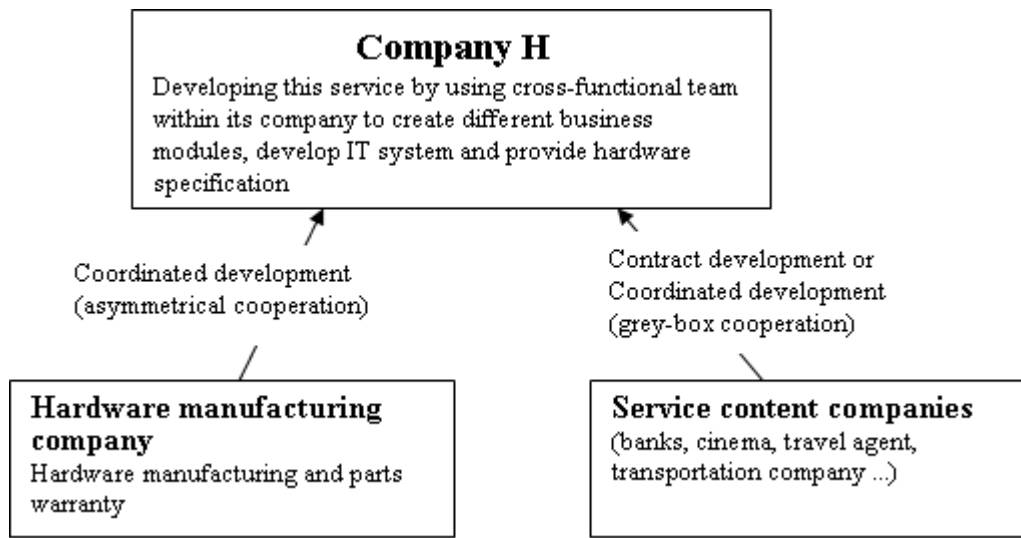 Company H
Developing this service by using cross-functional team
within its company to create different business
modules, develop IT system and provide hardware
specification
Coordinated development
(asymmetrical cooperation)
Contract development or
Coordinated development
(grey-box cooperation)
Hardware manufacturing
company
Hardware manufacturing and parts
warranty
Service content companies
(banks, cinema, travel agent,
transportation company ...)